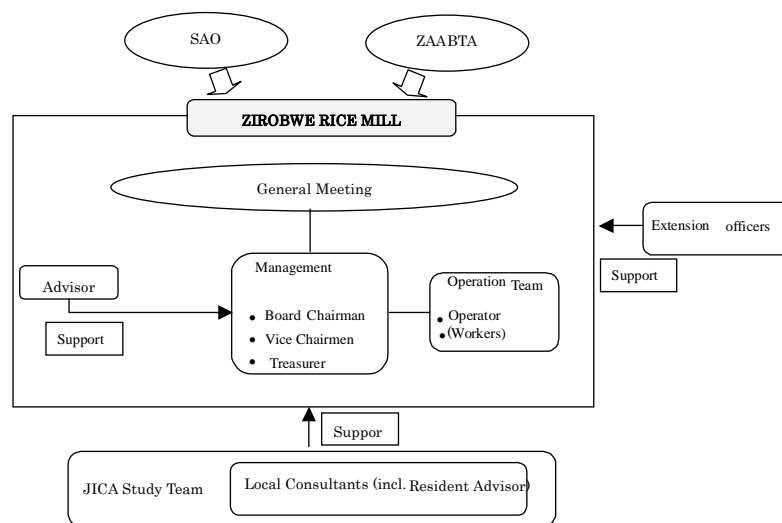 SAO
ZAABTA
ZIROBWE RICE MILL
General Meeting
Extension officers
Support
Management
• Board Chairman
• Vice Chairmen
• Treasurer
Advisor
Support
Operation Team
• Operator
• (Workers)
Suppor
JICA Study Team
Local Consultants (incl. Resident Advisor)